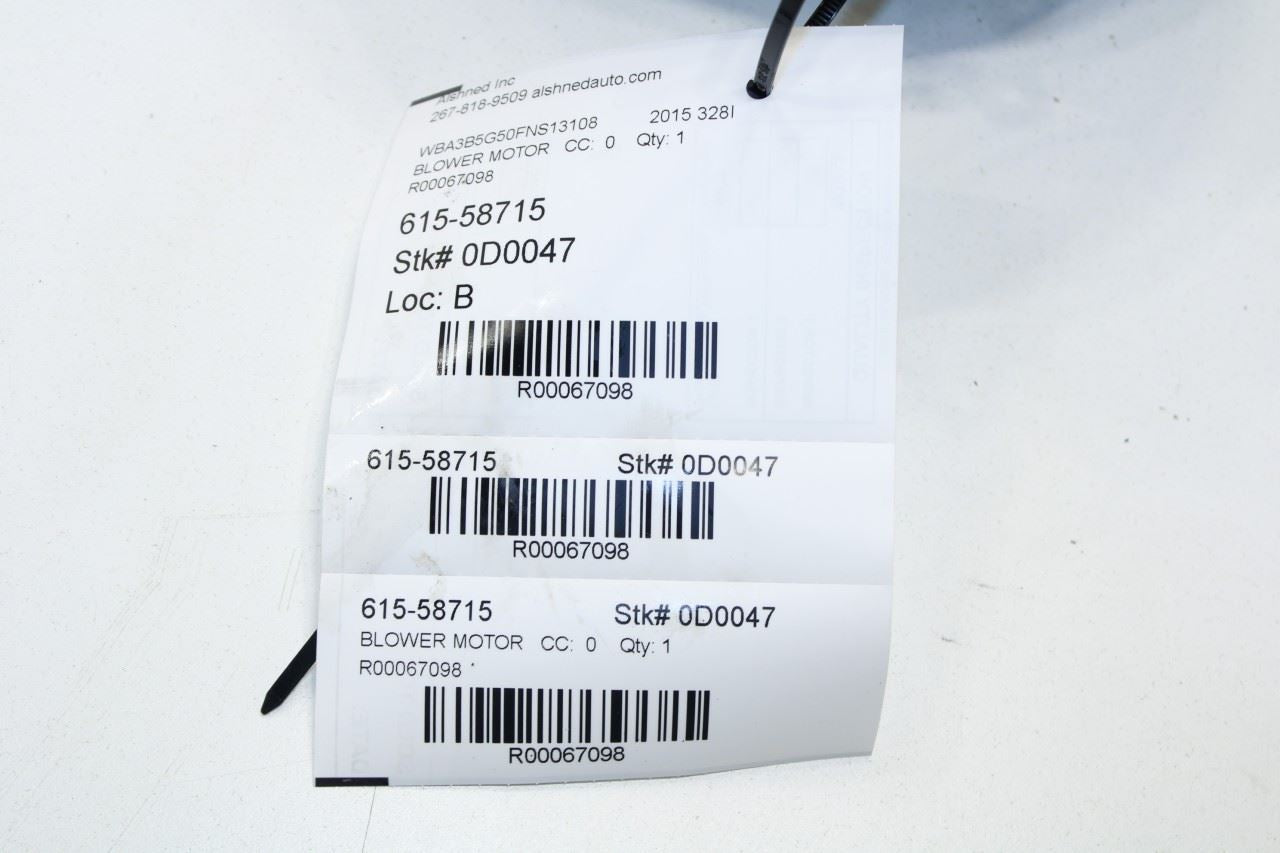 Aishned Inc
267-818-9509 aishnedauto.com
WBA3B5G50FNS13108 2015 328I
BLOWER MOTOR CC: 0 Qty: 1
R00067098
615-58715
Stk# 0D0047
Loc: B
R00067098
615-58715 Stk# 0D0047
R00067098
615-58715 Stk# 0D0047
BLOWER MOTOR CC: 0 Qty: 1
R00067098
R00067098